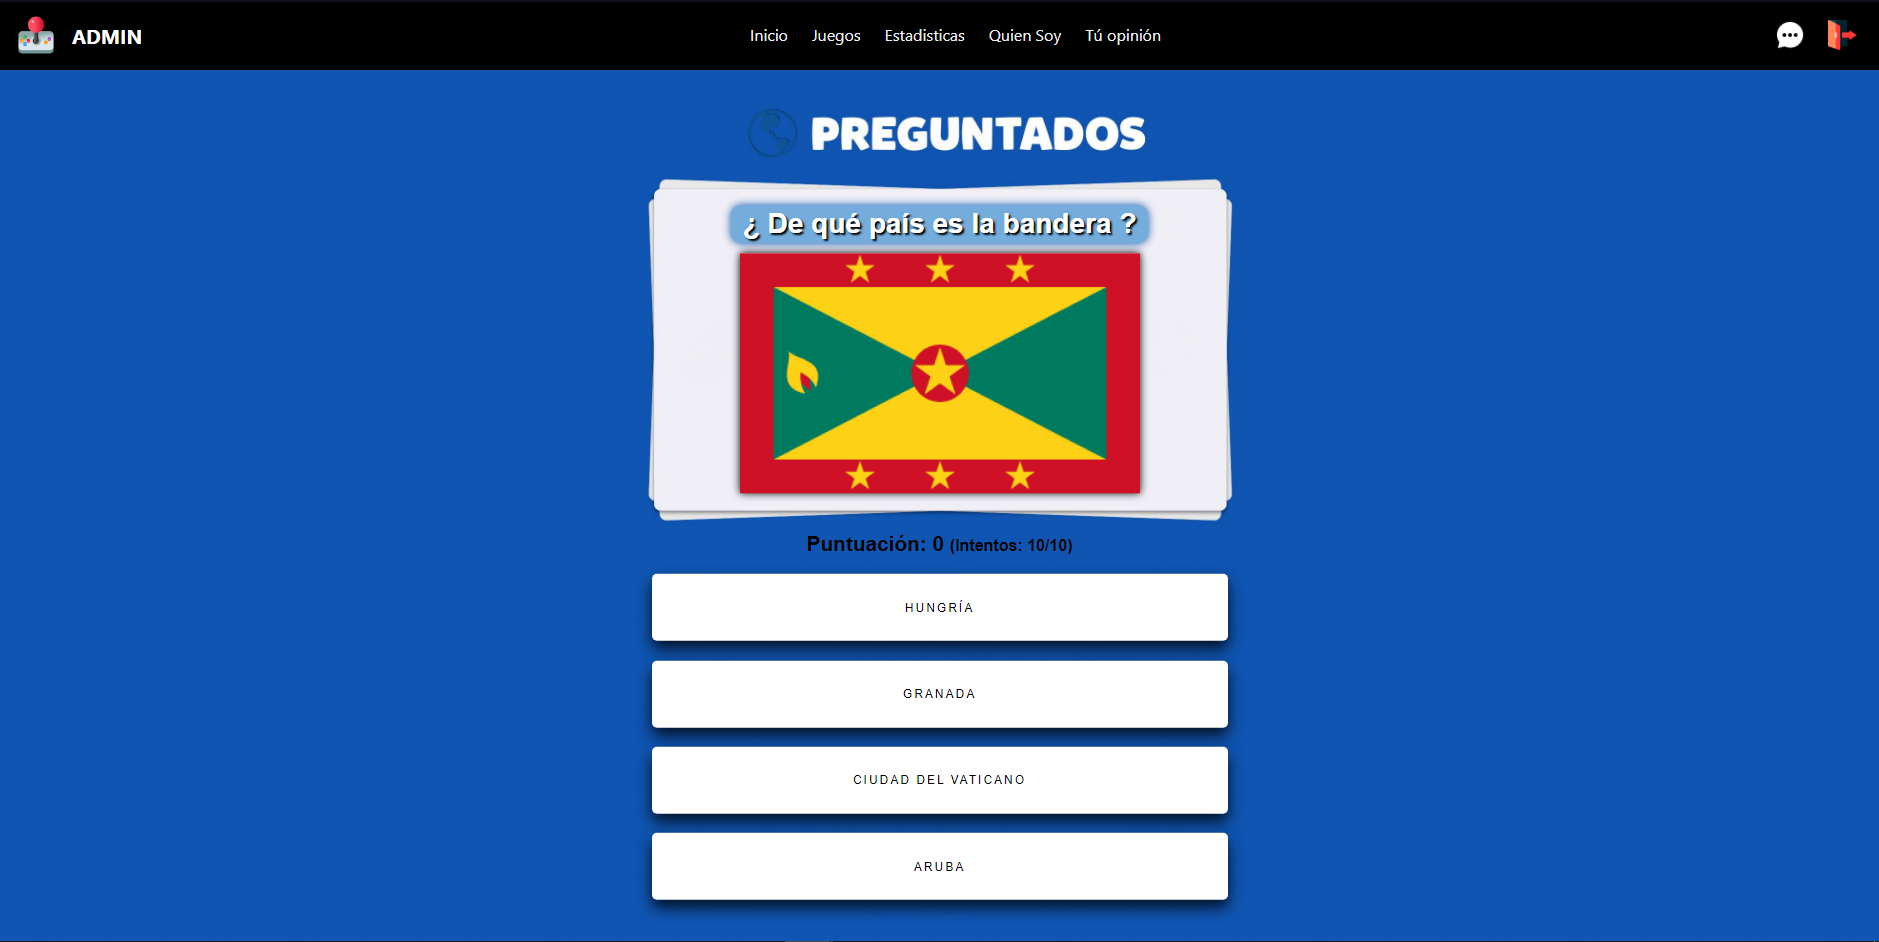 ADMIN
Inicio Juegos Estadisticas Quien Soy Tú opinión
PREGUNTADOS
¿ De qué país es la bandera ?
Puntuación: 0 (Intentos: 10/10)
HUNGRÍA
GRANADA
CIUDAD DEL VATICANO
ARUBA